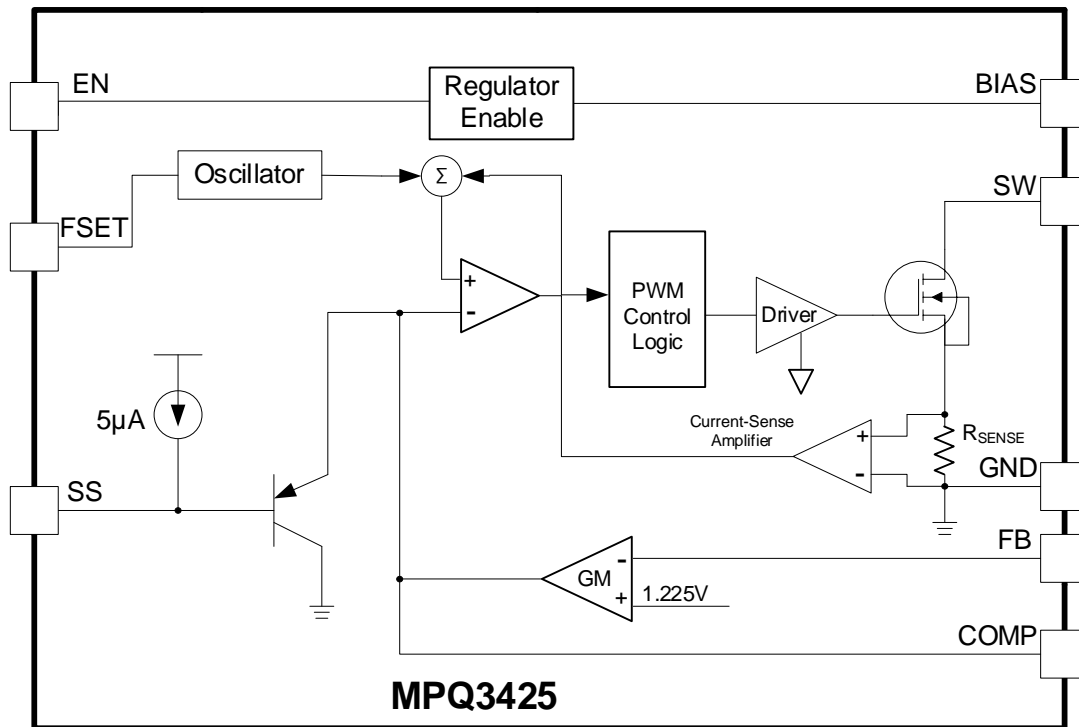 EN
Regulator
Enable
BIAS
Oscillator
Σ
SW
FSET
+
-
PWM
Control
Logic
Driver
5µA
Current-Sense
Amplifier
+
-
RSENSE
GND
SS
FB
GM
-
+
1.225V
COMP
MPQ3425